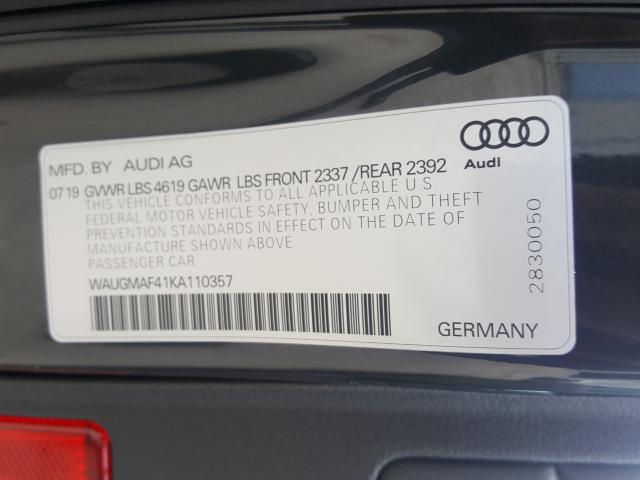 MFD. BY AUDI AG
Audi
07 19 GVWR LBS 4619 GAWR LBS FRONT 2337 /REAR 2392
THIS VEHICLE CONFORMS TO ALL APPLICABLE U.S.
FEDERAL MOTOR VEHICLE SAFETY, BUMPER AND THEFT
PREVENTION STANDARDS IN EFFECT ON THE DATE OF
MANUFACTURE SHOWN ABOVE
PASSENGER CAR
WAUGMAF41KA110357
2830050
GERMANY